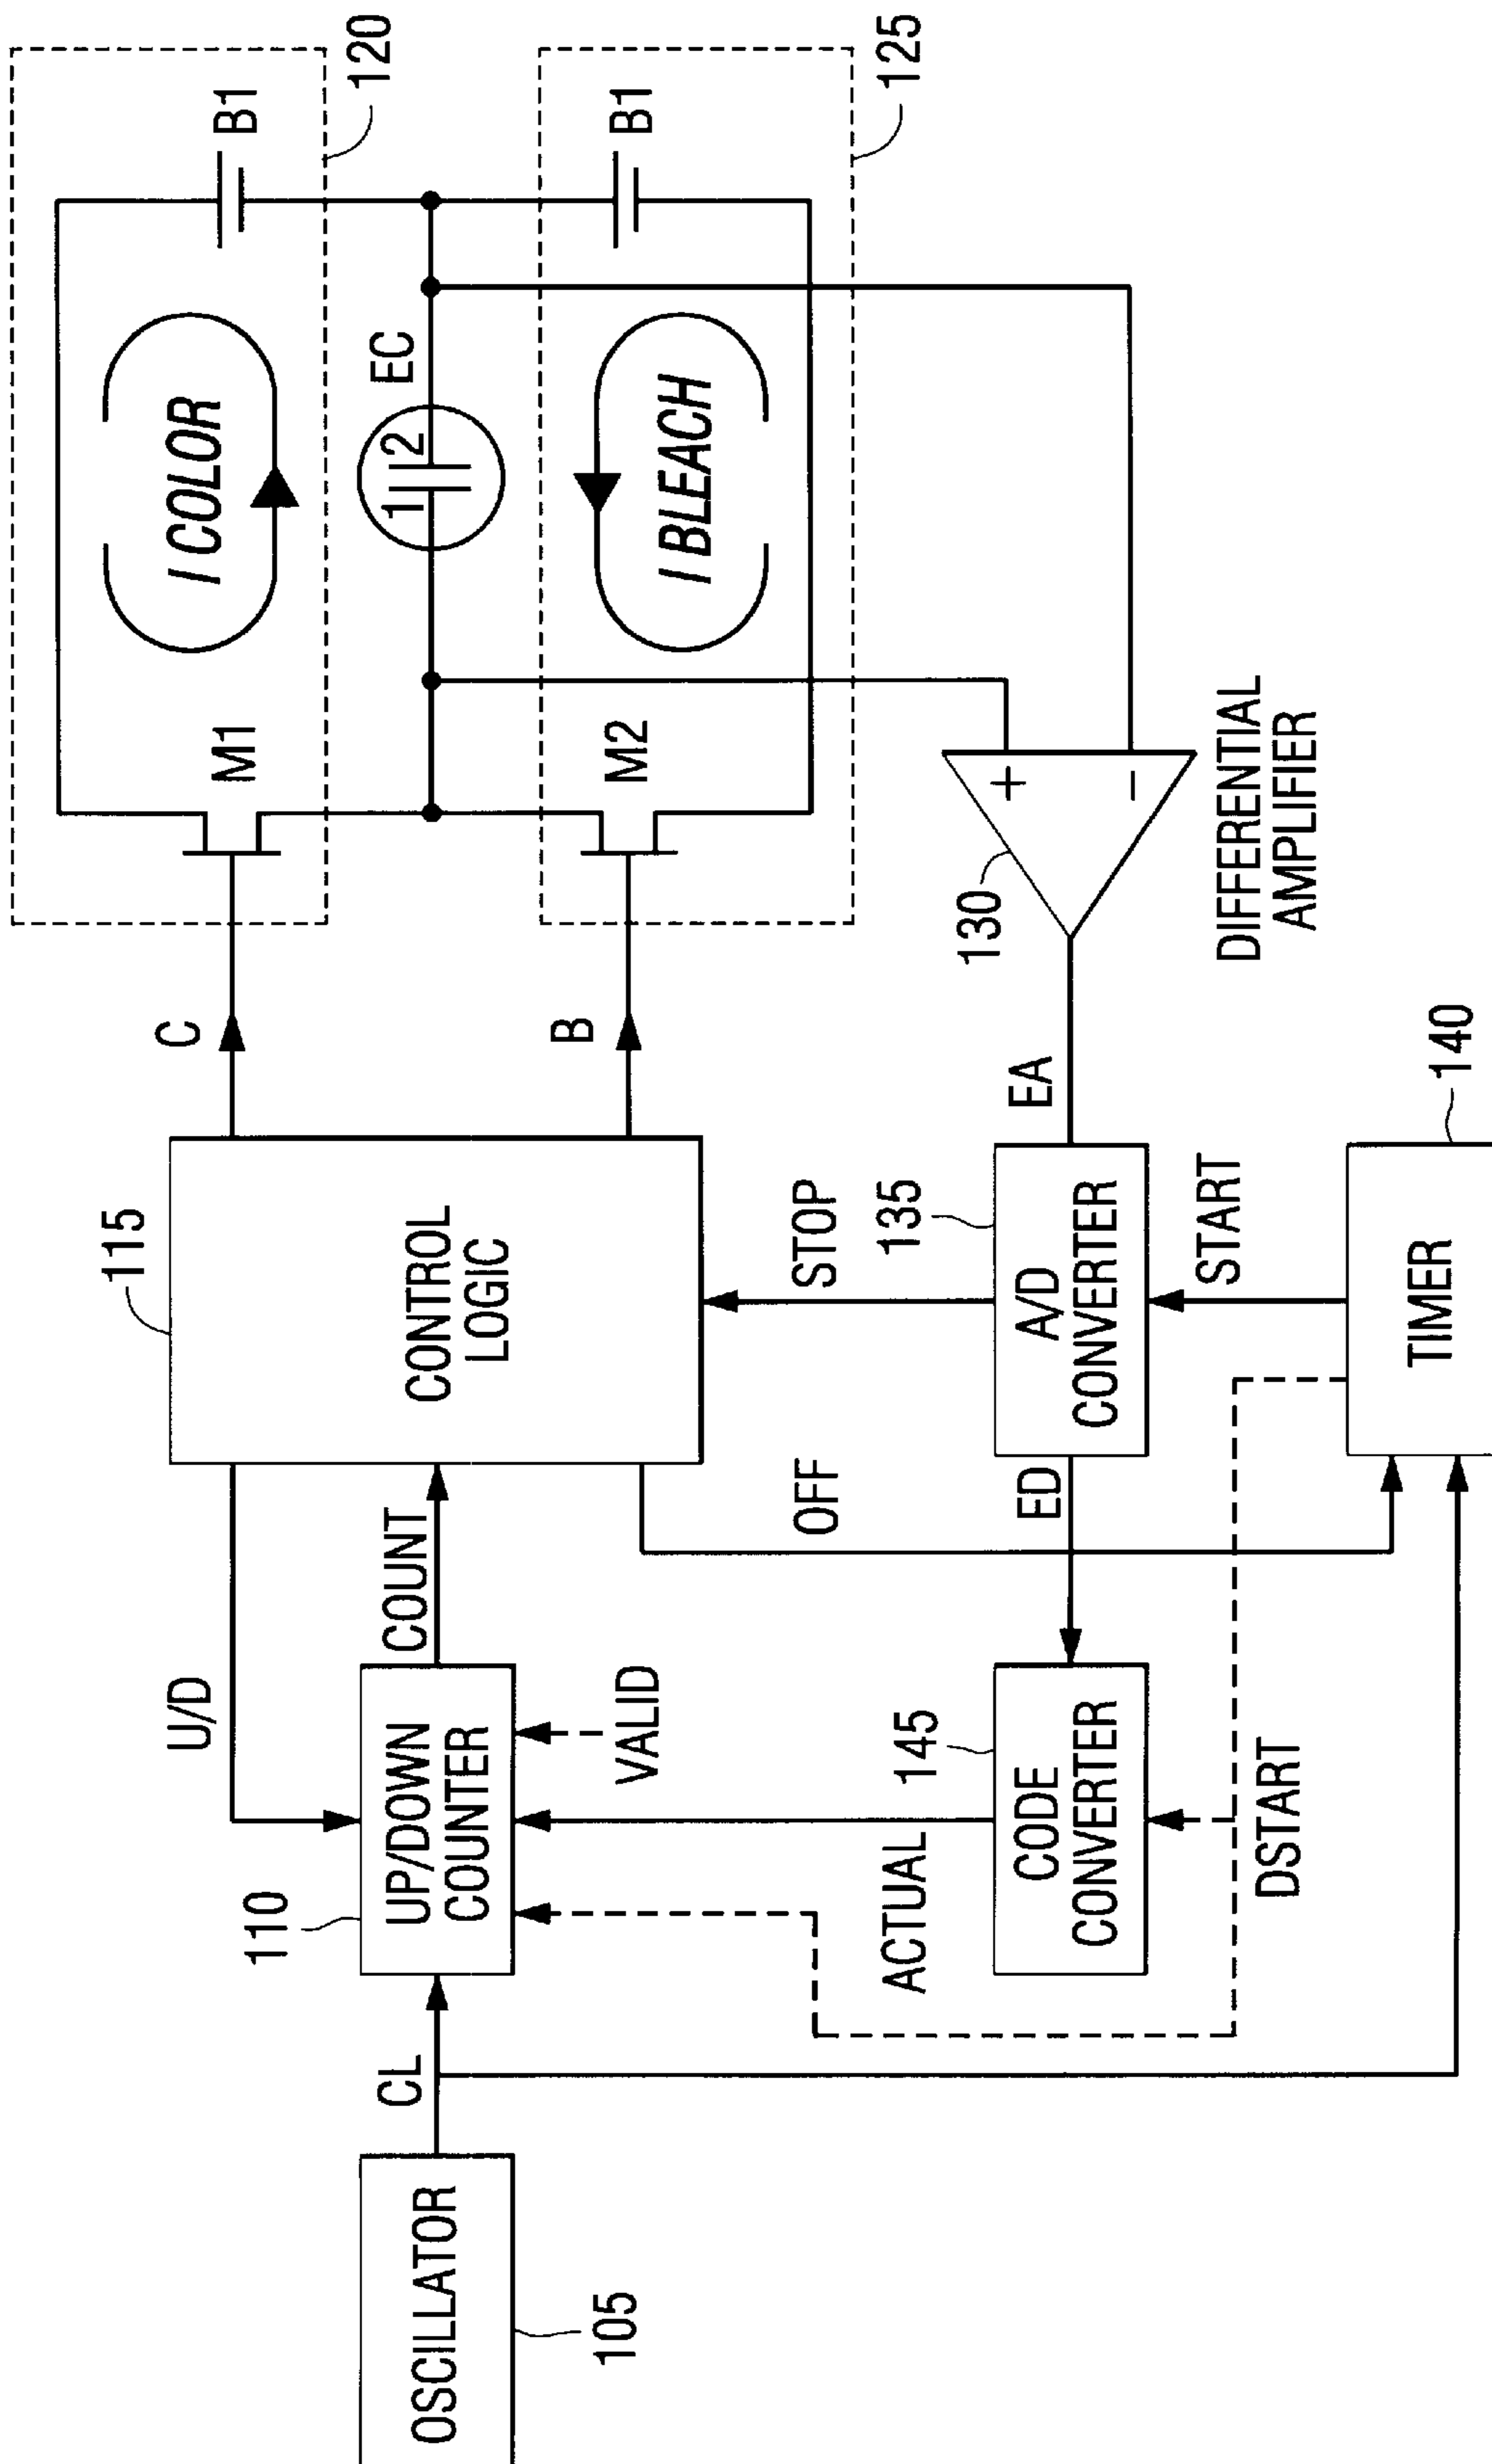 120
B1
M1
I COLOR
C
115
CONTROL
LOGIC
U/D
COUNT
CL
OSCILLATOR
105
110
UP/DOWN
COUNTER
VALID
EC
1
2
125
B1
M2
I BLEACH
B
STOP
OFF
EA
130
+
−
DIFFERENTIAL
AMPLIFIER
135
A/D
CONVERTER
ED
145
CODE
CONVERTER
ACTUAL
START
DSTART
140
TIMER